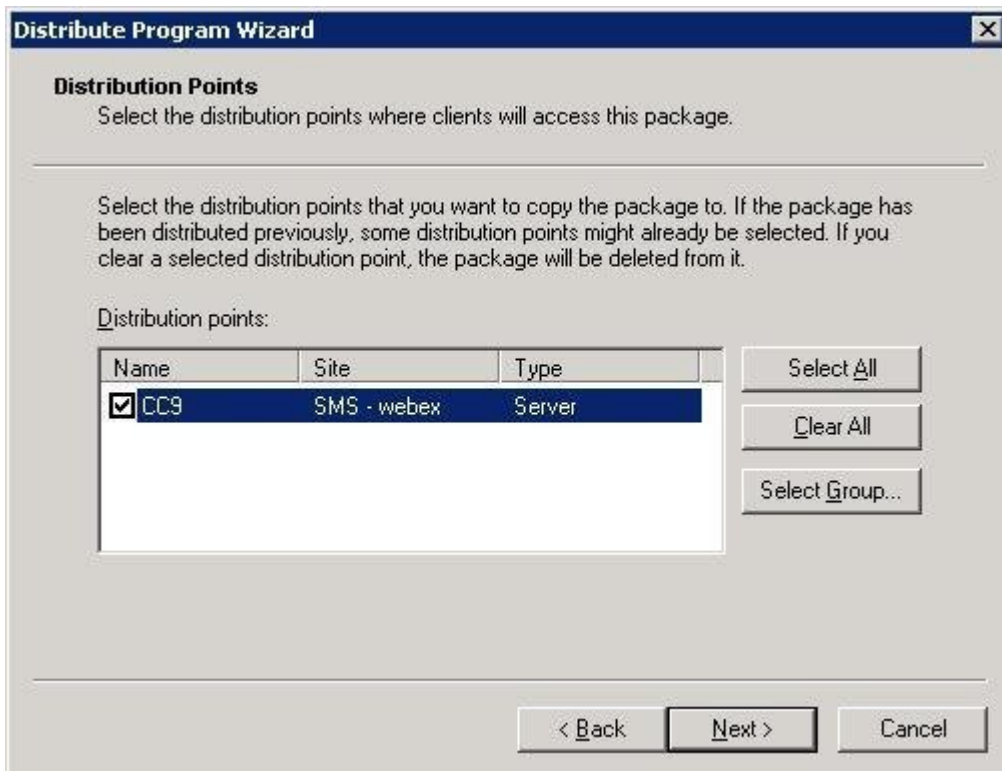 Distribute Program Wizard
Distribution Points
Select the distribution points where clients will access this package.
Select the distribution points that you want to copy the package to. If the package has
been distributed previously, some distribution points might already be selected. If you
clear a selected distribution point, the package will be deleted from it.
Distribution points:
Name Site Type
CC9 SMS - webex Server
Select All
Clear All
Select Group...
< Back Next > Cancel